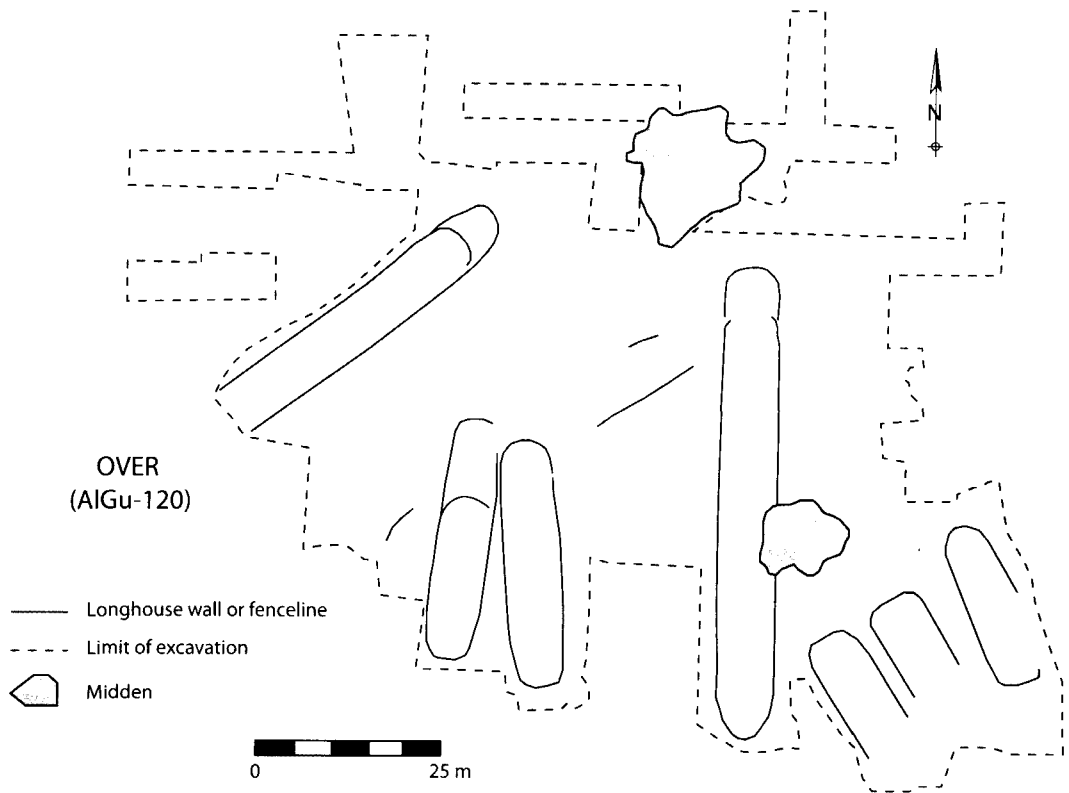 N
OVER
(AlGu-120)
Longhouse wall or fenceline
Limit of excavation
Midden
0
25 m